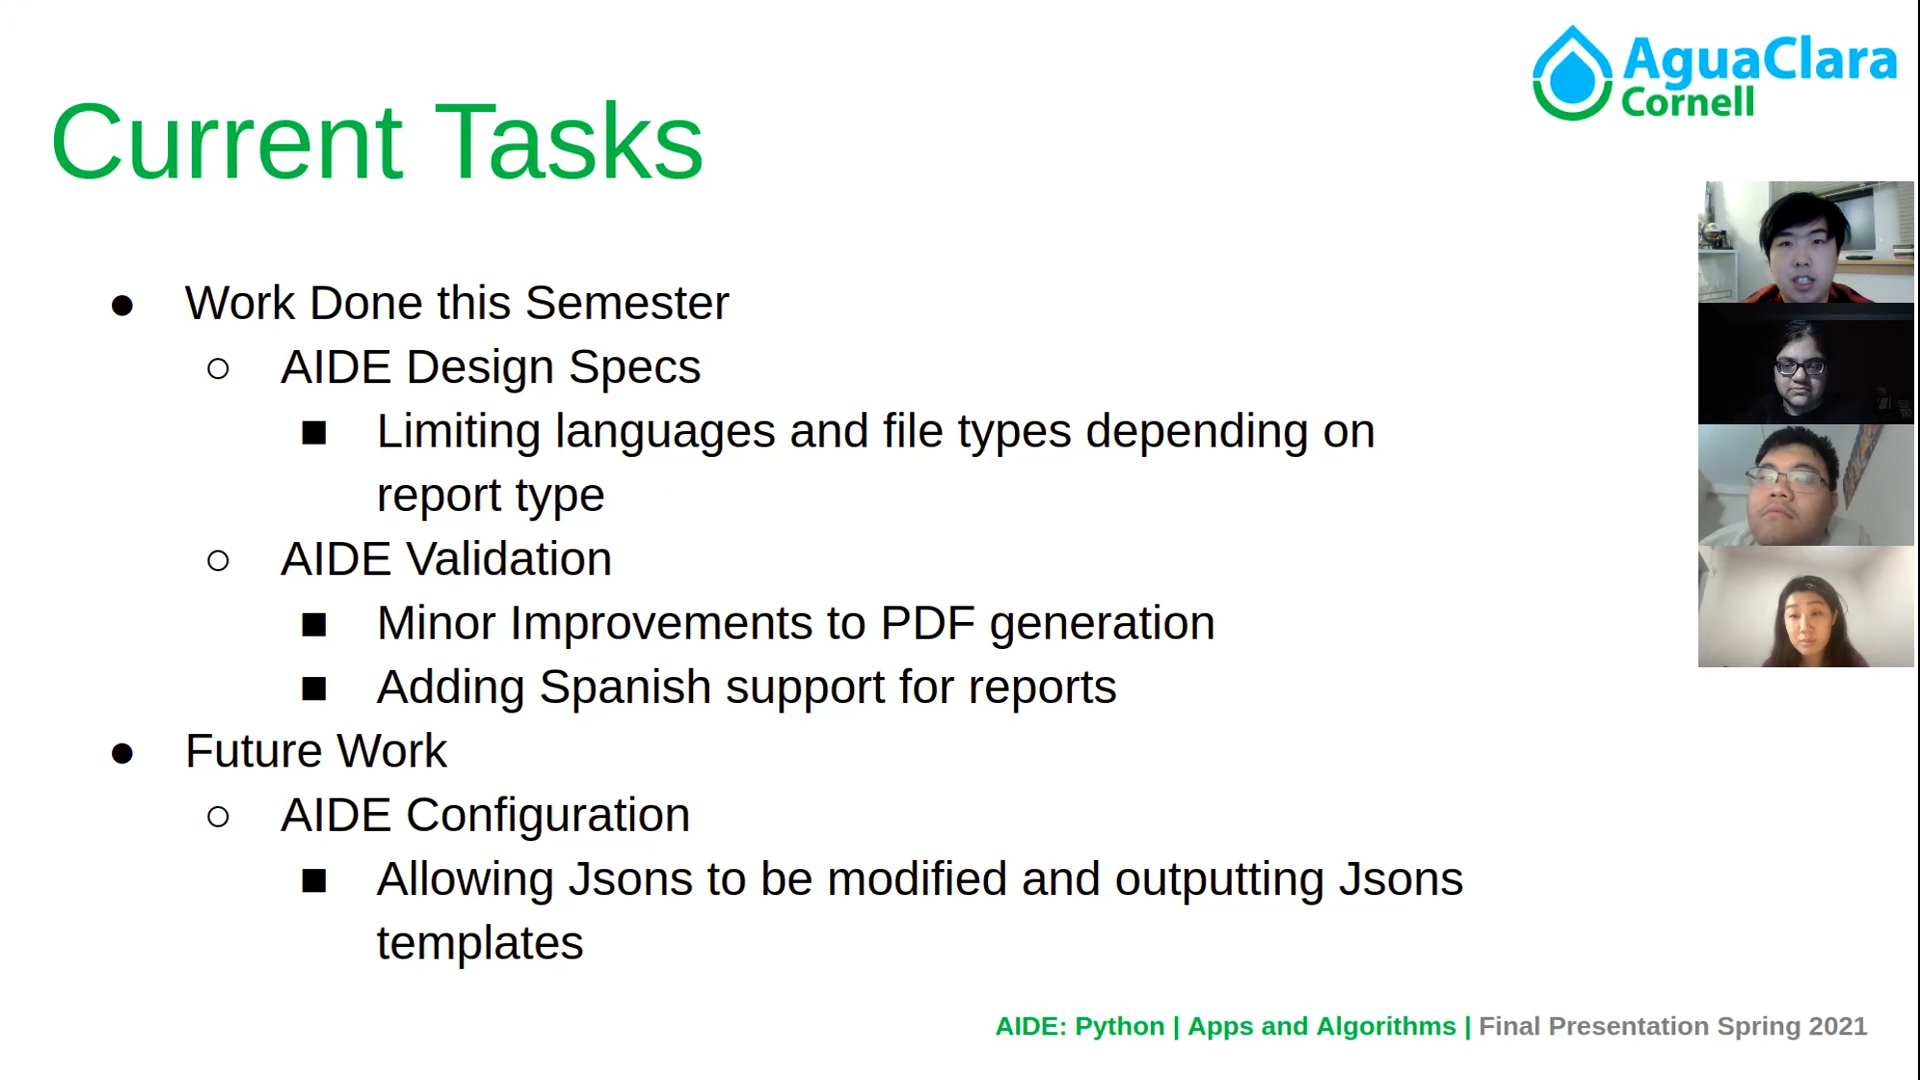 AguaClara
Cornell
Current Tasks
● Work Done this Semester
○ AIDE Design Specs
■ Limiting languages and file types depending on
report type
○ AIDE Validation
■ Minor Improvements to PDF generation
■ Adding Spanish support for reports
● Future Work
○ AIDE Configuration
■ Allowing Jsons to be modified and outputting Jsons
templates
AIDE: Python | Apps and Algorithms | Final Presentation Spring 2021